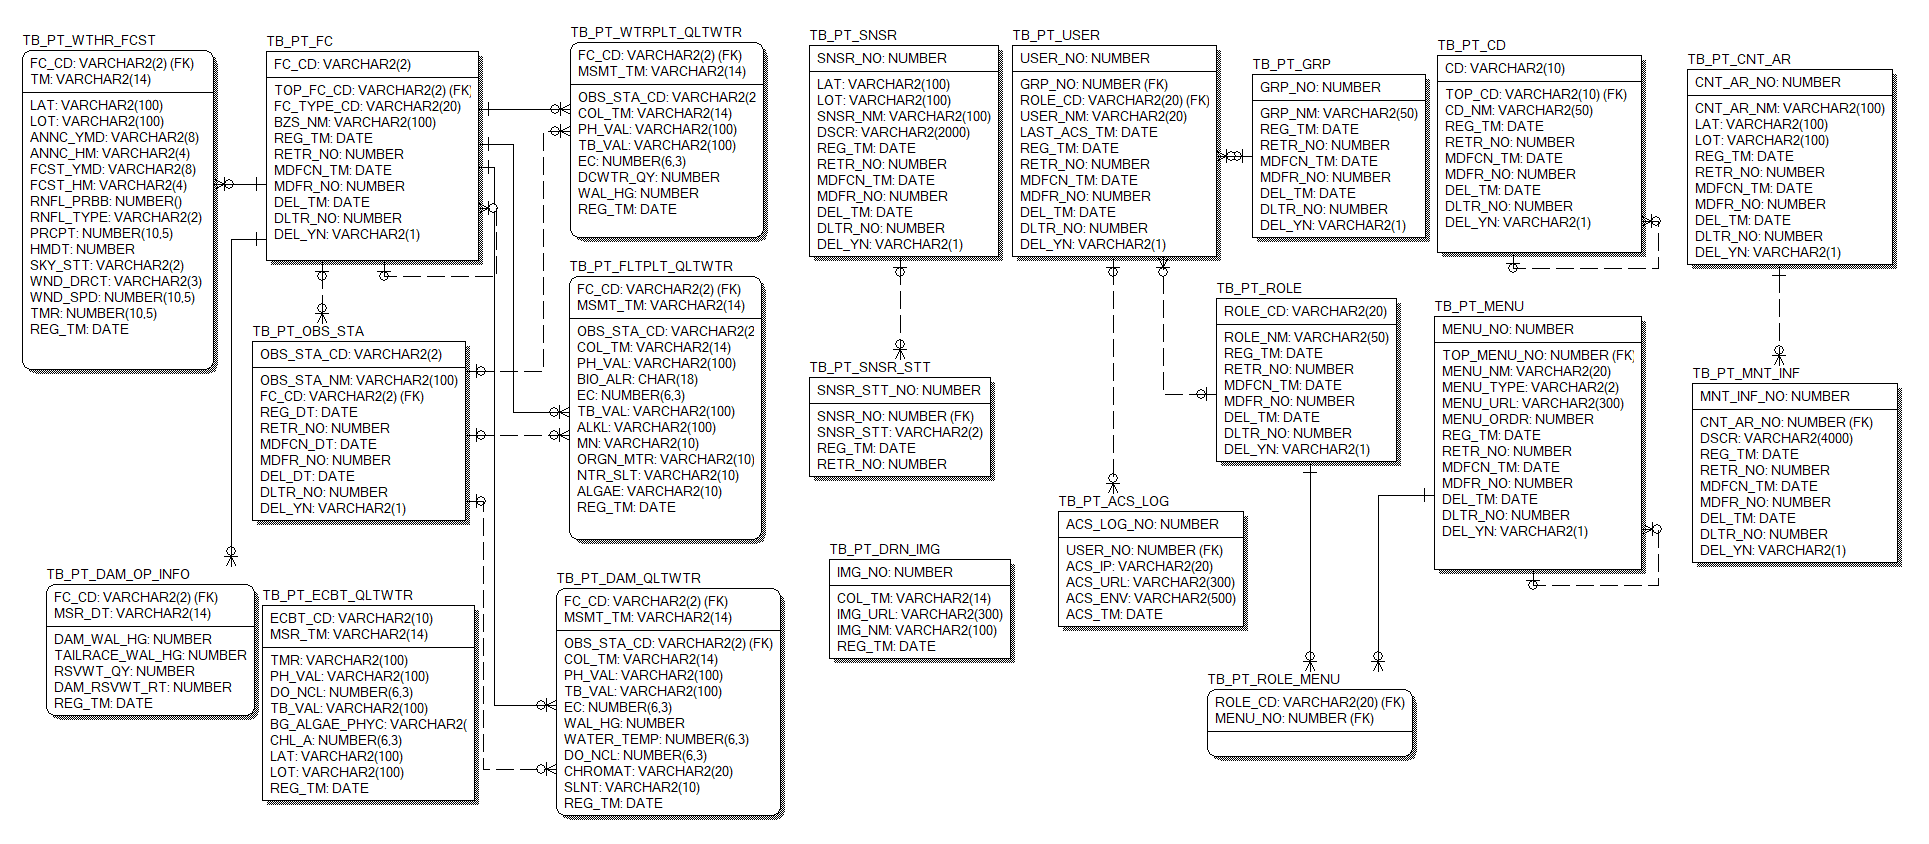 TB_PT_WTHR_FCST
FC_CD: VARCHAR2(2) (FK)
TM: VARCHAR2(14)
LAT: VARCHAR2(100)
LOT: VARCHAR2(100)
ANNC_YMD: VARCHAR2(8)
ANNC_HM: VARCHAR2(4)
FCST_YMD: VARCHAR2(8)
FCST_HM: VARCHAR2(4)
RNFL_PRBB: NUMBER()
RNFL_TYPE: VARCHAR2(2)
PRCPT: NUMBER(10,5)
HMDT: NUMBER
SKY_STT: VARCHAR2(2)
WND_DRCT: VARCHAR2(3)
WND_SPD: NUMBER(10,5)
TMR: NUMBER(10,5)
REG_TM: DATE
TB_PT_FC
FC_CD: VARCHAR2(2)
TOP_FC_CD: VARCHAR2(2) (FK)
FC_TYPE_CD: VARCHAR2(20)
BZS_NM: VARCHAR2(100)
REG_TM: DATE
RETR_NO: NUMBER
MDFCN_TM: DATE
MDFR_NO: NUMBER
DEL_TM: DATE
DLTR_NO: NUMBER
DEL_YN: VARCHAR2(1)
TB_PT_WTRPLT_QLTWTR
FC_CD: VARCHAR2(2) (FK)
MSMT_TM: VARCHAR2(14)
OBS_STA_CD: VARCHAR2(2
COL_TM: VARCHAR2(14)
PH_VAL: VARCHAR2(100)
TB_VAL: VARCHAR2(100)
EC: NUMBER(6,3)
DCWTR_QY: NUMBER
WAL_HG: NUMBER
REG_TM: DATE
TB_PT_OBS_STA
OBS_STA_CD: VARCHAR2(2)
OBS_STA_NM: VARCHAR2(100)
FC_CD: VARCHAR2(2) (FK)
REG_DT: DATE
RETR_NO: NUMBER
MDFCN_DT: DATE
MDFR_NO: NUMBER
DEL_DT: DATE
DLTR_NO: NUMBER
DEL_YN: VARCHAR2(1)
TB_PT_FLTPLT_QLTWTR
FC_CD: VARCHAR2(2) (FK)
MSMT_TM: VARCHAR2(14)
OBS_STA_CD: VARCHAR2(2
COL_TM: VARCHAR2(14)
PH_VAL: VARCHAR2(100)
BIO_ALR: CHAR(18)
EC: NUMBER(6,3)
TB_VAL: VARCHAR2(100)
ALKL: VARCHAR2(100)
MN: VARCHAR2(10)
ORGN_MTR: VARCHAR2(10)
NTR_SLT: VARCHAR2(10)
ALGAE: VARCHAR2(10)
REG_TM: DATE
TB_PT_DAM_OP_INFO
FC_CD: VARCHAR2(2) (FK)
MSR_DT: VARCHAR2(14)
DAM_WAL_HG: NUMBER
TAILRACE_WAL_HG: NUMBER
RSVWT_QY: NUMBER
DAM_RSVWT_RT: NUMBER
REG_TM: DATE
TB_PT_ECBT_QLTWTR
ECBT_CD: VARCHAR2(10)
MSR_TM: VARCHAR2(14)
TMR: VARCHAR2(100)
PH_VAL: VARCHAR2(100)
DO_NCL: NUMBER(6,3)
TB_VAL: VARCHAR2(100)
BG_ALGAE_PHYC: VARCHAR2(
CHL_A: NUMBER(6,3)
LAT: VARCHAR2(100)
LOT: VARCHAR2(100)
REG_TM: DATE
TB_PT_DAM_QLTWTR
FC_CD: VARCHAR2(2) (FK)
MSMT_TM: VARCHAR2(14)
OBS_STA_CD: VARCHAR2(2) (FK)
COL_TM: VARCHAR2(14)
PH_VAL: VARCHAR2(100)
TB_VAL: VARCHAR2(100)
EC: NUMBER(6,3)
WAL_HG: NUMBER
WATER_TEMP: NUMBER(6,3)
DO_NCL: NUMBER(6,3)
CHROMAT: VARCHAR2(20)
SLNT: VARCHAR2(10)
REG_TM: DATE
TB_PT_SNSR
SNSR_NO: NUMBER
LAT: VARCHAR2(100)
LOT: VARCHAR2(100)
SNSR_NM: VARCHAR2(100)
DSCR: VARCHAR2(2000)
REG_TM: DATE
RETR_NO: NUMBER
MDFCN_TM: DATE
MDFR_NO: NUMBER
DEL_TM: DATE
DLTR_NO: NUMBER
DEL_YN: VARCHAR2(1)
TB_PT_SNSR_STT
SNSR_STT_NO: NUMBER
SNSR_NO: NUMBER (FK)
SNSR_STT: VARCHAR2(2)
REG_TM: DATE
RETR_NO: NUMBER
TB_PT_DRN_IMG
IMG_NO: NUMBER
COL_TM: VARCHAR2(14)
IMG_URL: VARCHAR2(300)
IMG_NM: VARCHAR2(100)
REG_TM: DATE
TB_PT_USER
USER_NO: NUMBER
GRP_NO: NUMBER (FK)
ROLE_CD: VARCHAR2(20) (FK)
USER_NM: VARCHAR2(20)
LAST_ACS_TM: DATE
REG_TM: DATE
RETR_NO: NUMBER
MDFCN_TM: DATE
MDFR_NO: NUMBER
DEL_TM: DATE
DLTR_NO: NUMBER
DEL_YN: VARCHAR2(1)
TB_PT_GRP
GRP_NO: NUMBER
GRP_NM: VARCHAR2(50)
REG_TM: DATE
RETR_NO: NUMBER
MDFCN_TM: DATE
MDFR_NO: NUMBER
DEL_TM: DATE
DLTR_NO: NUMBER
DEL_YN: VARCHAR2(1)
TB_PT_ROLE
ROLE_CD: VARCHAR2(20)
ROLE_NM: VARCHAR2(50)
REG_TM: DATE
RETR_NO: NUMBER
MDFCN_TM: DATE
MDFR_NO: NUMBER
DEL_TM: DATE
DLTR_NO: NUMBER
DEL_YN: VARCHAR2(1)
TB_PT_ACS_LOG
ACS_LOG_NO: NUMBER
USER_NO: NUMBER (FK)
ACS_IP: VARCHAR2(20)
ACS_URL: VARCHAR2(300)
ACS_ENV: VARCHAR2(500)
ACS_TM: DATE
TB_PT_ROLE_MENU
ROLE_CD: VARCHAR2(20) (FK)
MENU_NO: NUMBER (FK)
TB_PT_CD
CD: VARCHAR2(10)
TOP_CD: VARCHAR2(10) (FK)
CD_NM: VARCHAR2(50)
REG_TM: DATE
RETR_NO: NUMBER
MDFCN_TM: DATE
MDFR_NO: NUMBER
DEL_TM: DATE
DLTR_NO: NUMBER
DEL_YN: VARCHAR2(1)
TB_PT_MENU
MENU_NO: NUMBER
TOP_MENU_NO: NUMBER (FK)
MENU_NM: VARCHAR2(20)
MENU_TYPE: VARCHAR2(2)
MENU_URL: VARCHAR2(300)
MENU_ORDR: NUMBER
REG_TM: DATE
RETR_NO: NUMBER
MDFCN_TM: DATE
MDFR_NO: NUMBER
DEL_TM: DATE
DLTR_NO: NUMBER
DEL_YN: VARCHAR2(1)
TB_PT_CNT_AR
CNT_AR_NO: NUMBER
CNT_AR_NM: VARCHAR2(100)
LAT: VARCHAR2(100)
LOT: VARCHAR2(100)
REG_TM: DATE
RETR_NO: NUMBER
MDFCN_TM: DATE
MDFR_NO: NUMBER
DEL_TM: DATE
DLTR_NO: NUMBER
DEL_YN: VARCHAR2(1)
TB_PT_MNT_INF
MNT_INF_NO: NUMBER
CNT_AR_NO: NUMBER (FK)
DSCR: VARCHAR2(4000)
REG_TM: DATE
RETR_NO: NUMBER
MDFCN_TM: DATE
MDFR_NO: NUMBER
DEL_TM: DATE
DLTR_NO: NUMBER
DEL_YN: VARCHAR2(1)